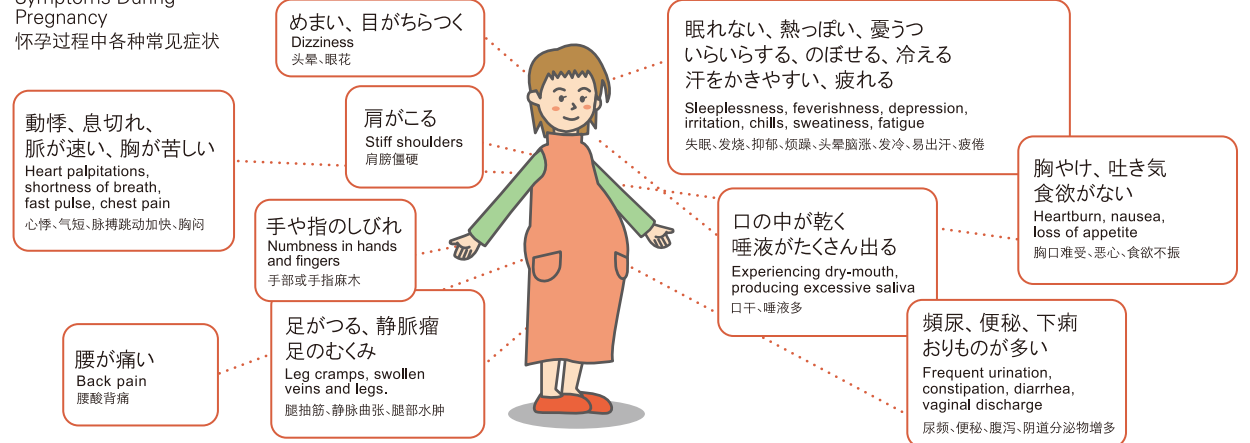 Symptoms During
Pregnancy
怀孕过程中各种常见症状
めまい、目がちらつく
Dizziness
头晕、眼花
眠れない、熱っぽい、憂うつ
いらいらする、のぼせる、冷える
汗をかきやすい、疲れる
Sleeplessness, feverishness, depression,
irritation, chills, sweatiness, fatigue
失眠、发烧、抑郁、烦躁、头晕脑涨、发冷、易出汗、疲倦
動悸、息切れ、
脈が速い、胸が苦しい
Heart palpitations,
shortness of breath,
fast pulse, chest pain
心悸、气短、脉搏跳动加快、胸闷
肩がこる
Stiff shoulders
肩膀僵硬
胸やけ、吐き気
食欲がない
Heartburn, nausea,
loss of appetite
胸口难受、恶心、食欲不振
手や指のしびれ
Numbness in hands
and fingers
手部或手指麻木
口の中が乾く
唾液がたくさん出る
Experiencing dry-mouth,
producing excessive saliva
口干、唾液多
足がつる、静脈瘤
足のむくみ
Leg cramps, swollen
veins and legs.
腿抽筋、静脉曲张、腿部水肿
頻尿、便秘、下痢
おりものが多い
Frequent urination,
constipation, diarrhea,
vaginal discharge
尿频、便秘、腹泻、阴道分泌物增多
腰が痛い
Back pain
腰酸背痛